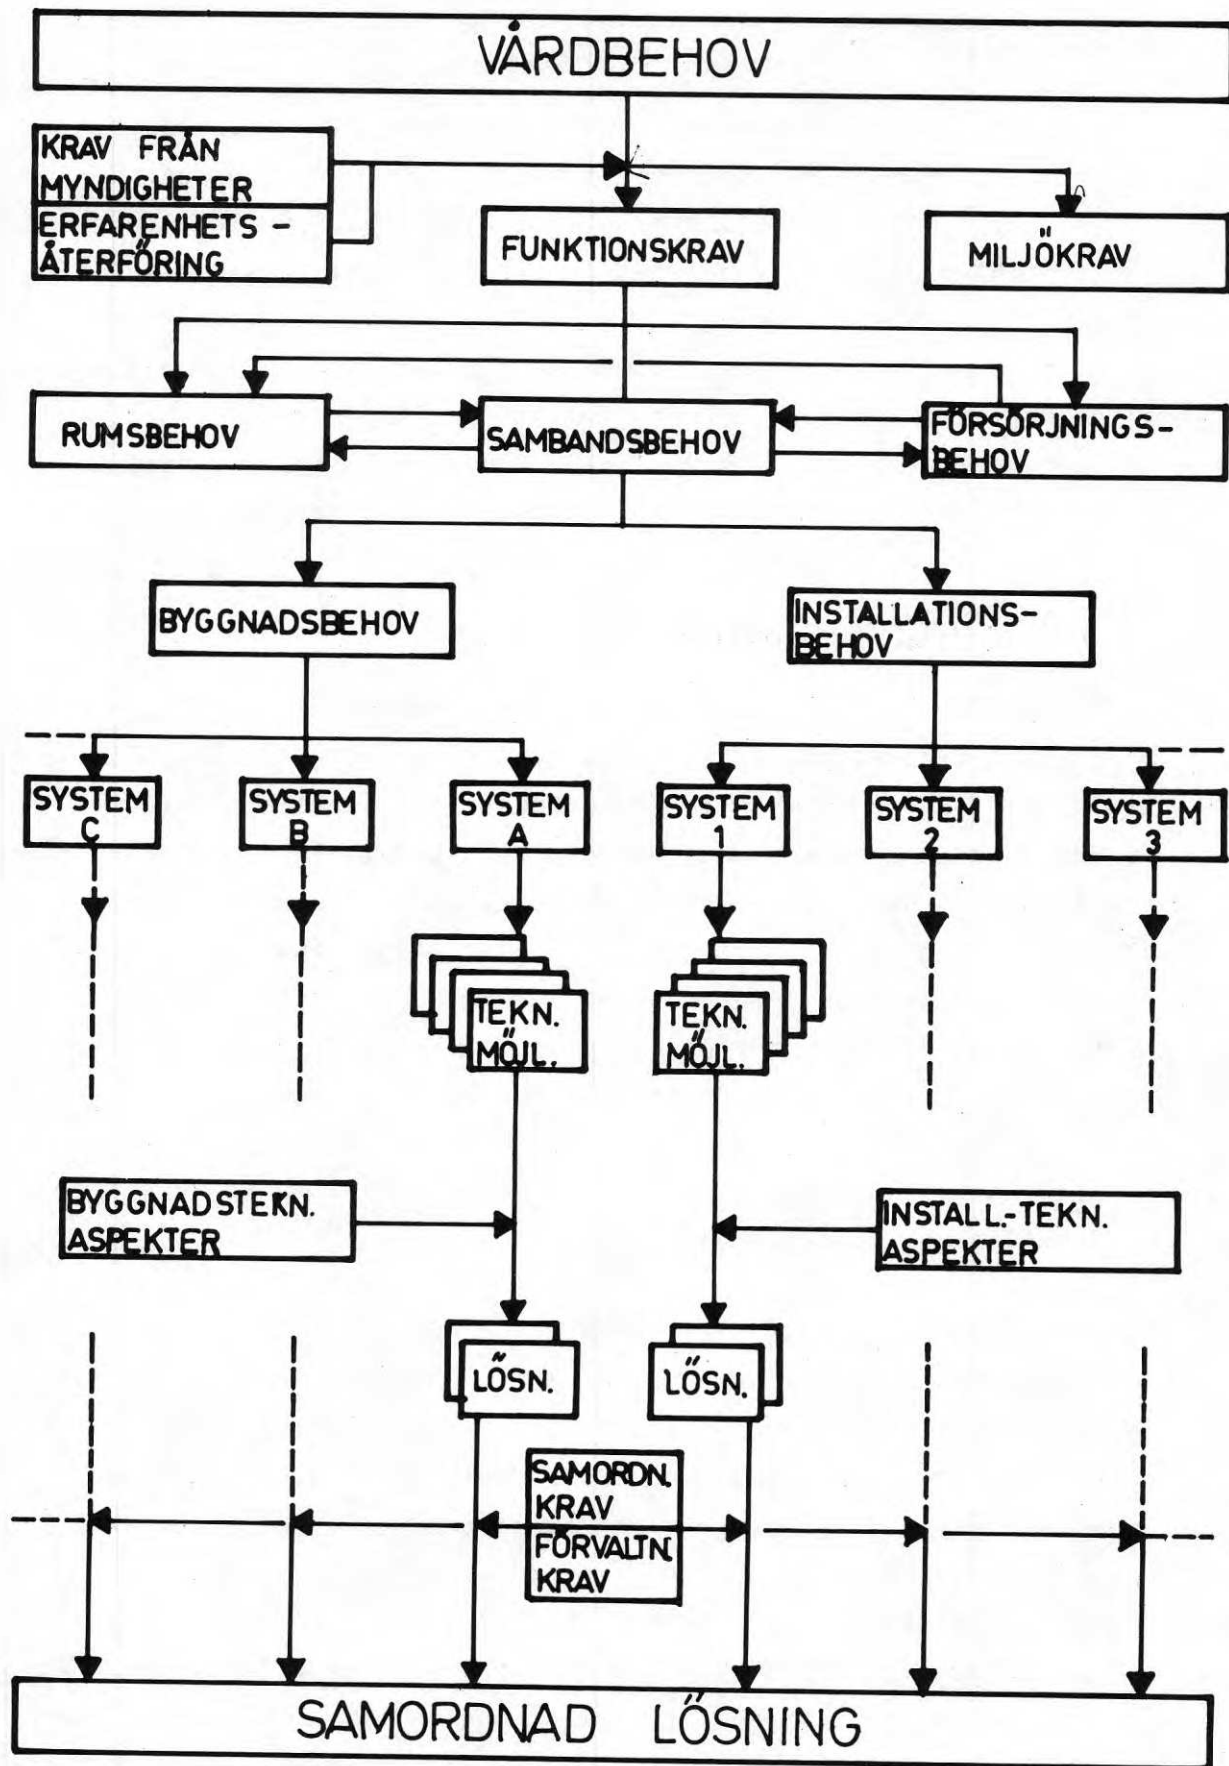 VÅRDBEHOV
KRAV FRÅN
MYNDIGHETER
ERFARENHETS-
ÅTERFÖRING
FUNKTIONSKRAV
MILJÖKRAV
RUMSBEHOV
SAMBANDSBEHOV
FÖRSÖRJNINGS-
BEHOV
BYGGNADSBEHOV
INSTALLATIONS-
BEHOV
SYSTEM
C
SYSTEM
B
SYSTEM
A
SYSTEM
1
SYSTEM
2
SYSTEM
3
TEKN.
MÖJL.
TEKN.
MÖJL.
BYGGNADSTEKN.
ASPEKTER
INSTALL.-TEKN.
ASPEKTER
LÖSN.
LÖSN.
SAMORDN.
KRAV
FÖRVALTN.
KRAV
SAMORDNAD LÖSNING